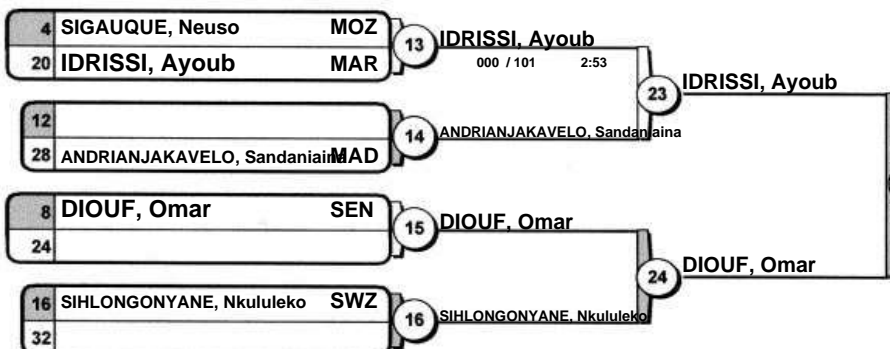 4 SIGAUQUE, Neuso MOZ
20 IDRISSI, Ayoub MAR
13 IDRISSI, Ayoub
000 / 101 2:53
23 IDRISSI, Ayoub
12
28 ANDRIANJAKAVELO, Sandaniaina MAD
14 ANDRIANJAKAVELO, Sandaniaina
8 DIOUF, Omar SEN
24
15 DIOUF, Omar
24 DIOUF, Omar
16 SIHLONGONYANE, Nkululeko SWZ
32
16 SIHLONGONYANE, Nkululeko